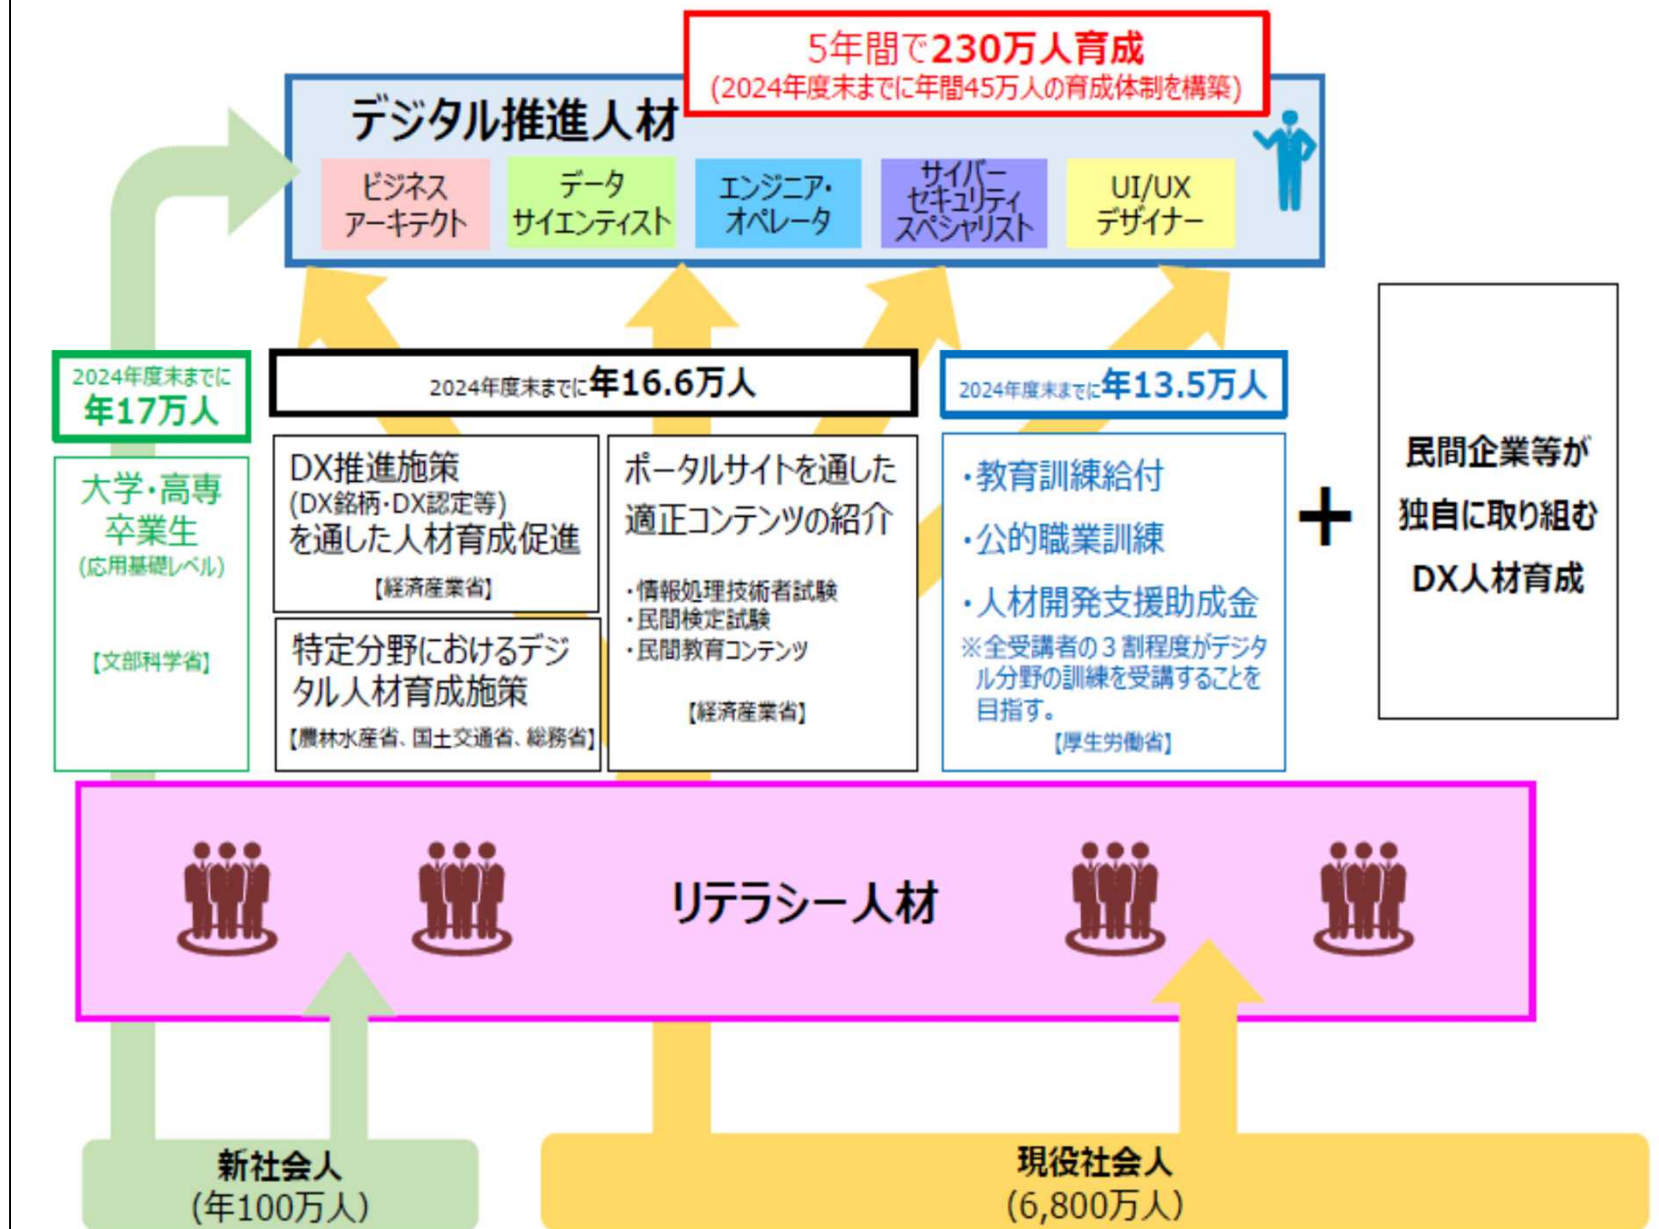 5年間で230万人育成
(2024年度末までに年間45万人の育成体制を構築)
デジタル推進人材
ビジネス
アーキテクト
データ
サイエンティスト
エンジニア・
オペレータ
サイバー
セキュリティ
スペシャリスト
UI/UX
デザイナー
2024年度末までに
年17万人
2024年度末までに年16.6万人
2024年度末までに年13.5万人
大学・高専
卒業生
(応用基礎レベル)
【文部科学省】
DX推進施策
(DX銘柄・DX認定等)
を通した人材育成促進
【経済産業省】
特定分野におけるデジ
タル人材育成施策
【農林水産省、国土交通省、総務省】
ポータルサイトを通した
適正コンテンツの紹介
・情報処理技術者試験
・民間検定試験
・民間教育コンテンツ
【経済産業省】
・教育訓練給付
・公的職業訓練
・人材開発支援助成金
※全受講者の3割程度がデジタ
ル分野の訓練を受講することを
目指す。
【厚生労働省】
+
民間企業等が
独自に取り組む
DX人材育成
リテラシー人材
新社会人
(年100万人)
現役社会人
(6,800万人)